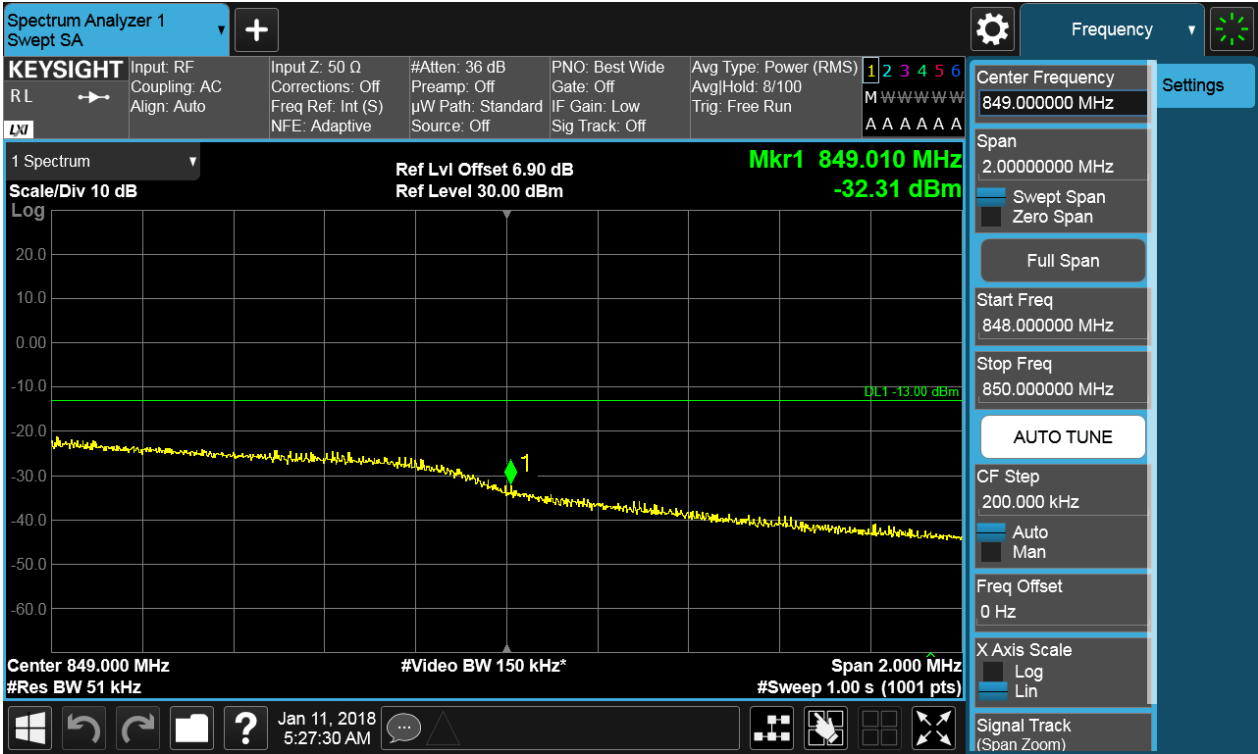 Spectrum Analyzer 1
Swept SA
+
Frequency
KEYSIGHT
R L
LXI
Input: RF
Coupling: AC
Align: Auto
Input Z: 50 Ω
Corrections: Off
Freq Ref: Int (S)
NFE: Adaptive
#Atten: 36 dB
Preamp: Off
µW Path: Standard
Source: Off
PNO: Best Wide
Gate: Off
IF Gain: Low
Sig Track: Off
Avg Type: Power (RMS)
Avg|Hold: 8/100
Trig: Free Run
1 2 3 4 5 6
M W W W W W
A A A A A A
1 Spectrum
Scale/Div 10 dB
Log
Ref Lvl Offset 6.90 dB
Ref Level 30.00 dBm
Mkr1 849.010 MHz
-32.31 dBm
20.0
10.0
0.00
-10.0
-20.0
-30.0
-40.0
-50.0
-60.0
DL1 -13.00 dBm
1
Center 849.000 MHz
#Res BW 51 kHz
#Video BW 150 kHz*
Span 2.000 MHz
#Sweep 1.00 s (1001 pts)
Center Frequency
849.000000 MHz
Span
2.00000000 MHz
Swept Span
Zero Span
Full Span
Start Freq
848.000000 MHz
Stop Freq
850.000000 MHz
AUTO TUNE
CF Step
200.000 kHz
Auto
Man
Freq Offset
0 Hz
X Axis Scale
Log
Lin
Signal Track
(Span Zoom)
Settings
?
Jan 11, 2018
5:27:30 AM